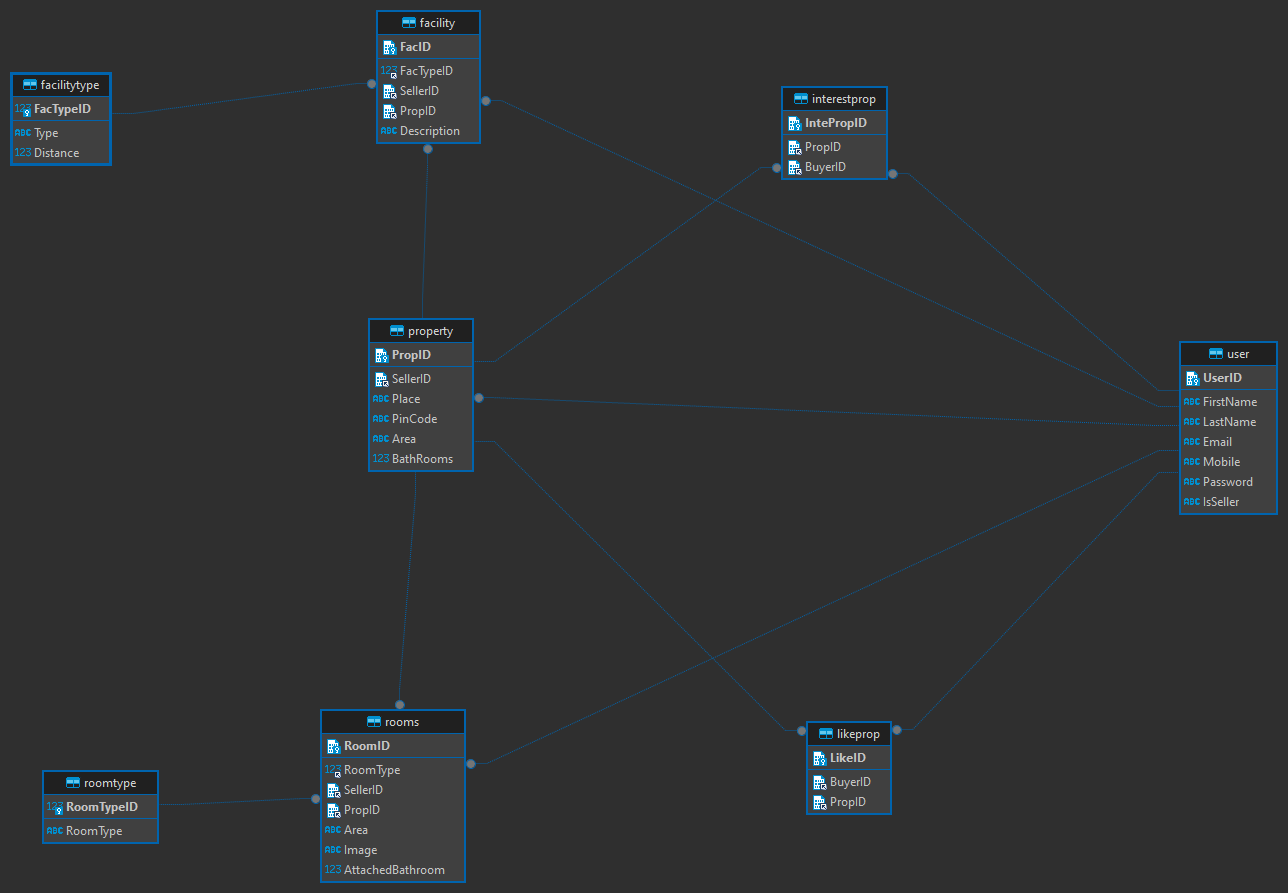 facility
FacID
123 FacTypeID
SellerID
PropID
ABC Description
facilitytype
123 FacTypeID
ABC Type
123 Distance
interestprop
IntePropID
PropID
BuyerID
property
PropID
SellerID
ABC Place
ABC PinCode
ABC Area
123 BathRooms
user
UserID
ABC FirstName
ABC LastName
ABC Email
ABC Mobile
ABC Password
ABC IsSeller
rooms
RoomID
123 RoomType
SellerID
PropID
ABC Area
ABC Image
123 AttachedBathroom
likeprop
LikeID
BuyerID
PropID
roomtype
123 RoomTypeID
ABC RoomType